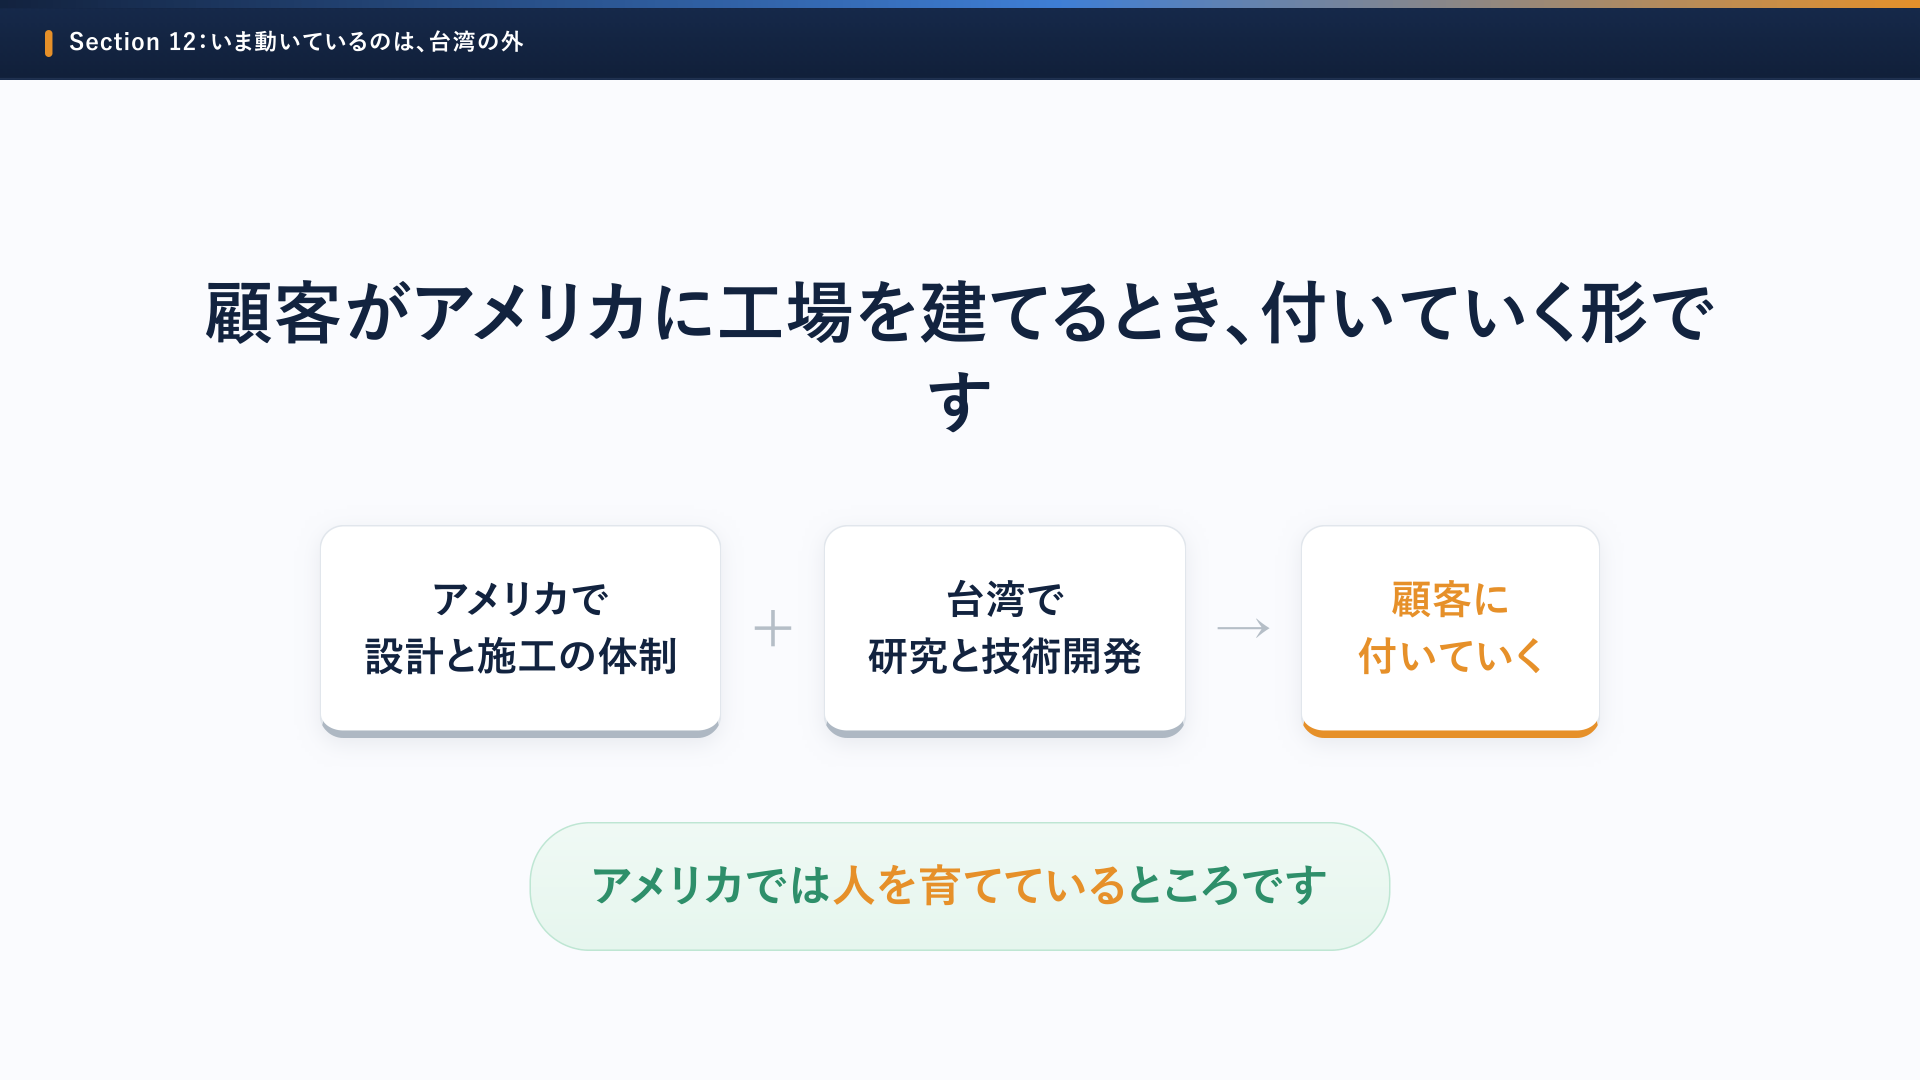 Section 12：いま動いているのは、台湾の外
顧客がアメリカに工場を建てるとき、付いていく形で
す
アメリカで
設計と施工の体制
+
台湾で
研究と技術開発
→
顧客に
付いていく
アメリカでは人を育てているところです